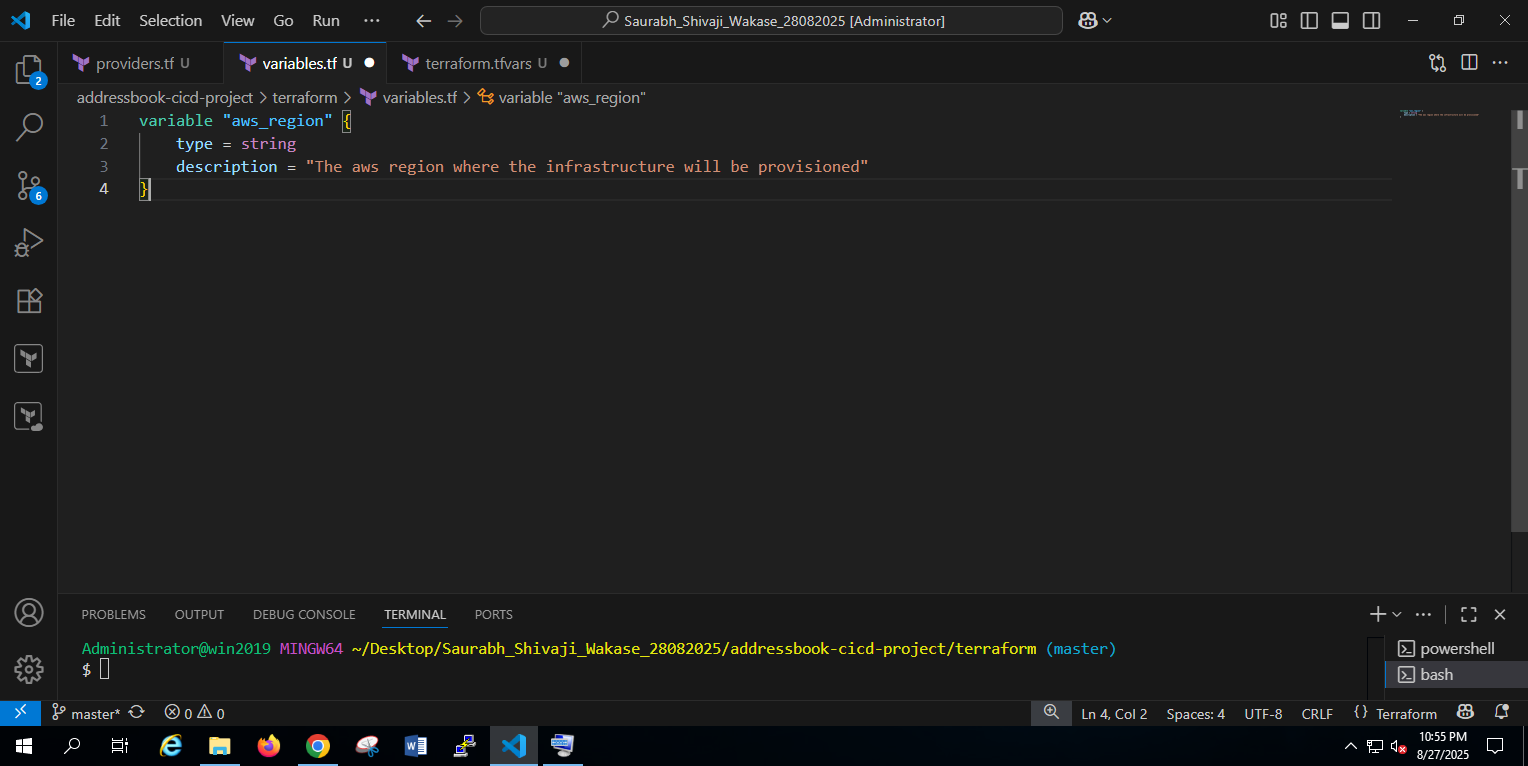 File Edit Selection View Go Run ···
Saurabh_Shivaji_Wakase_28082025 [Administrator]
2
providers.tf U
variables.tf U
terraform.tfvars U
addressbook-cicd-project > terraform > variables.tf > variable "aws_region"
1 variable "aws_region" {
2 type = string
3 description = "The aws region where the infrastructure will be provisioned"
4 }
6
PROBLEMS OUTPUT DEBUG CONSOLE TERMINAL PORTS
Administrator@win2019 MINGW64 ~/Desktop/Saurabh_Shivaji_Wakase_28082025/addressbook-cicd-project/terraform (master)
$
powershell
bash
master* 0 0 Ln 4, Col 2 Spaces: 4 UTF-8 CRLF {} Terraform
10:55 PM
8/27/2025